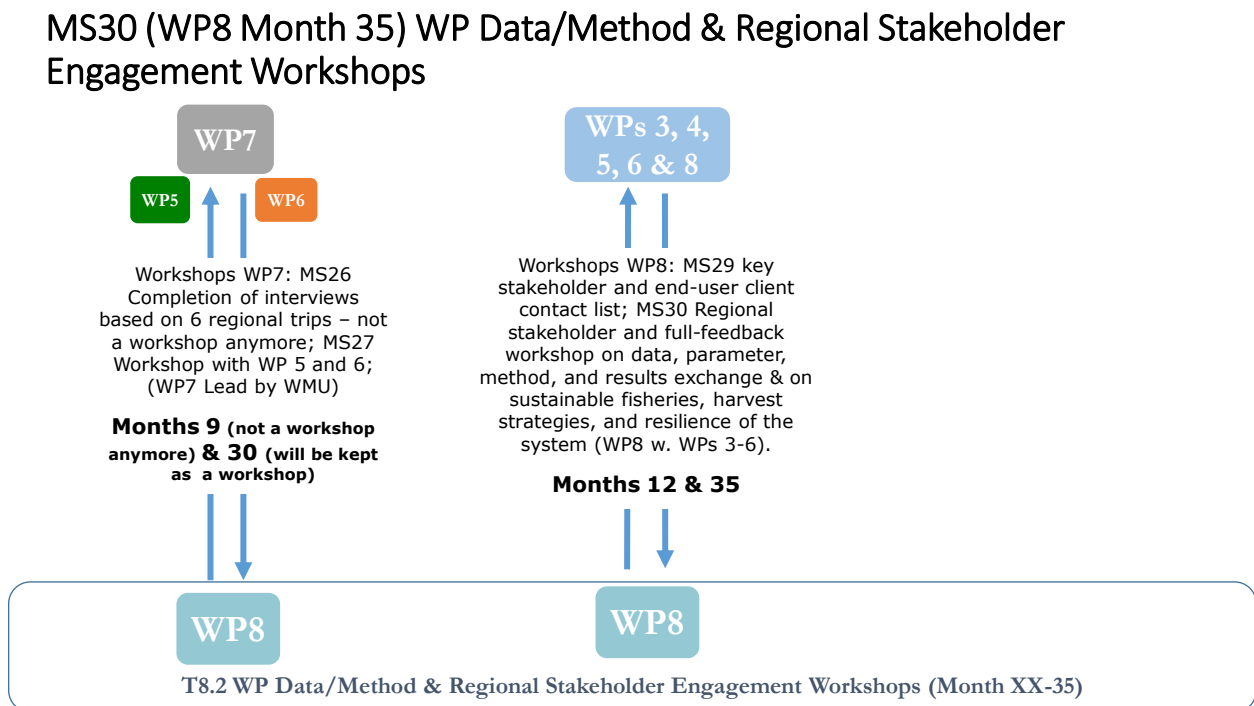 MS30 (WP8 Month 35) WP Data/Method & Regional Stakeholder
Engagement Workshops
WP7
WP5
WP6
Workshops WP7: MS26
Completion of interviews
based on 6 regional trips – not
a workshop anymore; MS27
Workshop with WP 5 and 6;
(WP7 Lead by WMU)
Months 9 (not a workshop
anymore) & 30 (will be kept
as a workshop)
WPs 3, 4,
5, 6 & 8
Workshops WP8: MS29 key
stakeholder and end-user client
contact list; MS30 Regional
stakeholder and full-feedback
workshop on data, parameter,
method, and results exchange & on
sustainable fisheries, harvest
strategies, and resilience of the
system (WP8 w. WPs 3-6).
Months 12 & 35
WP8
WP8
T8.2 WP Data/Method & Regional Stakeholder Engagement Workshops (Month XX-35)